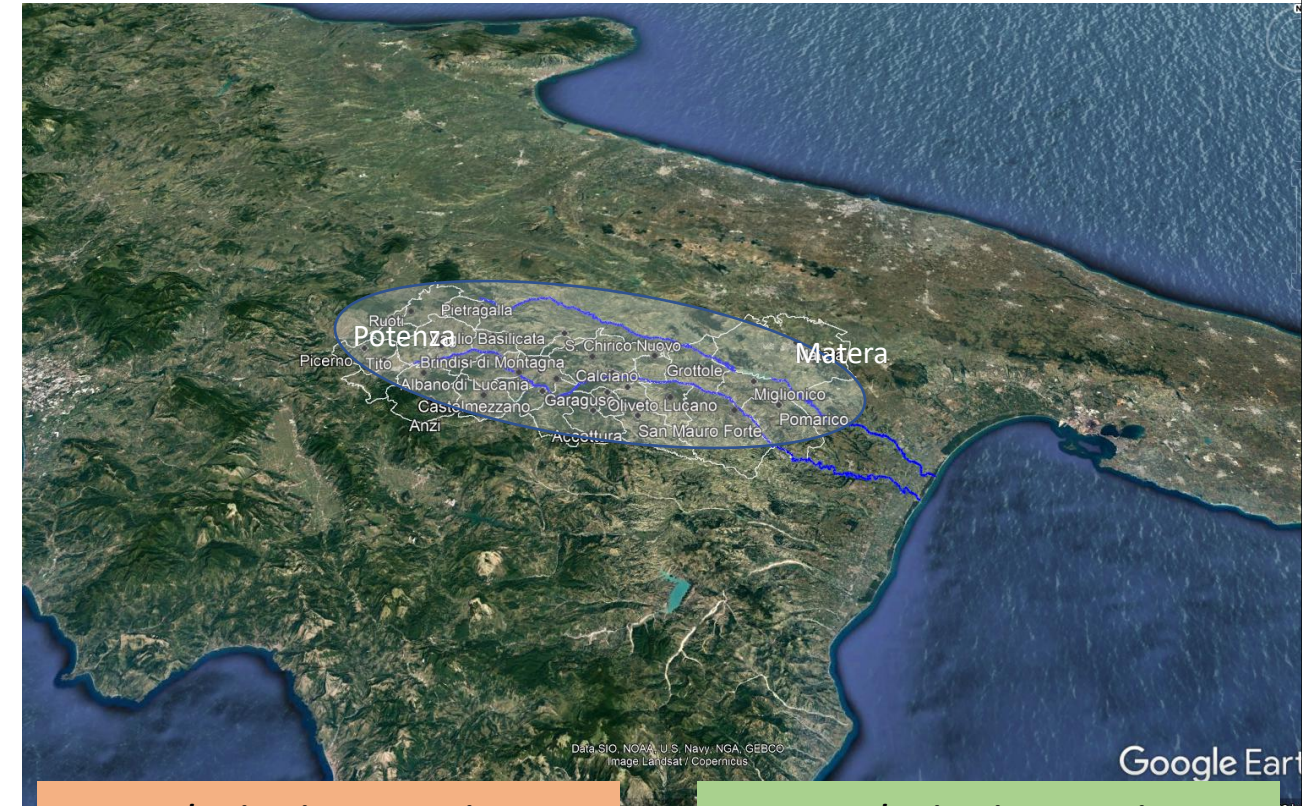 Pietragalla
Ruoti
Potenza
Basilicata
S. Chirico Nuovo
Matera
Picerno
Tito
Brindisi di Montagna
Calciano
Grottole
Albano di Lucania
Miglionico
Castelmezzano
Garaguso
Oliveto Lucano
Pomarico
Anzi
Accettura
San Mauro Forte
Data SIO, NOAA, U.S. Navy, NGA, GEBCO
Image Landsat / Copernicus
Google Eart